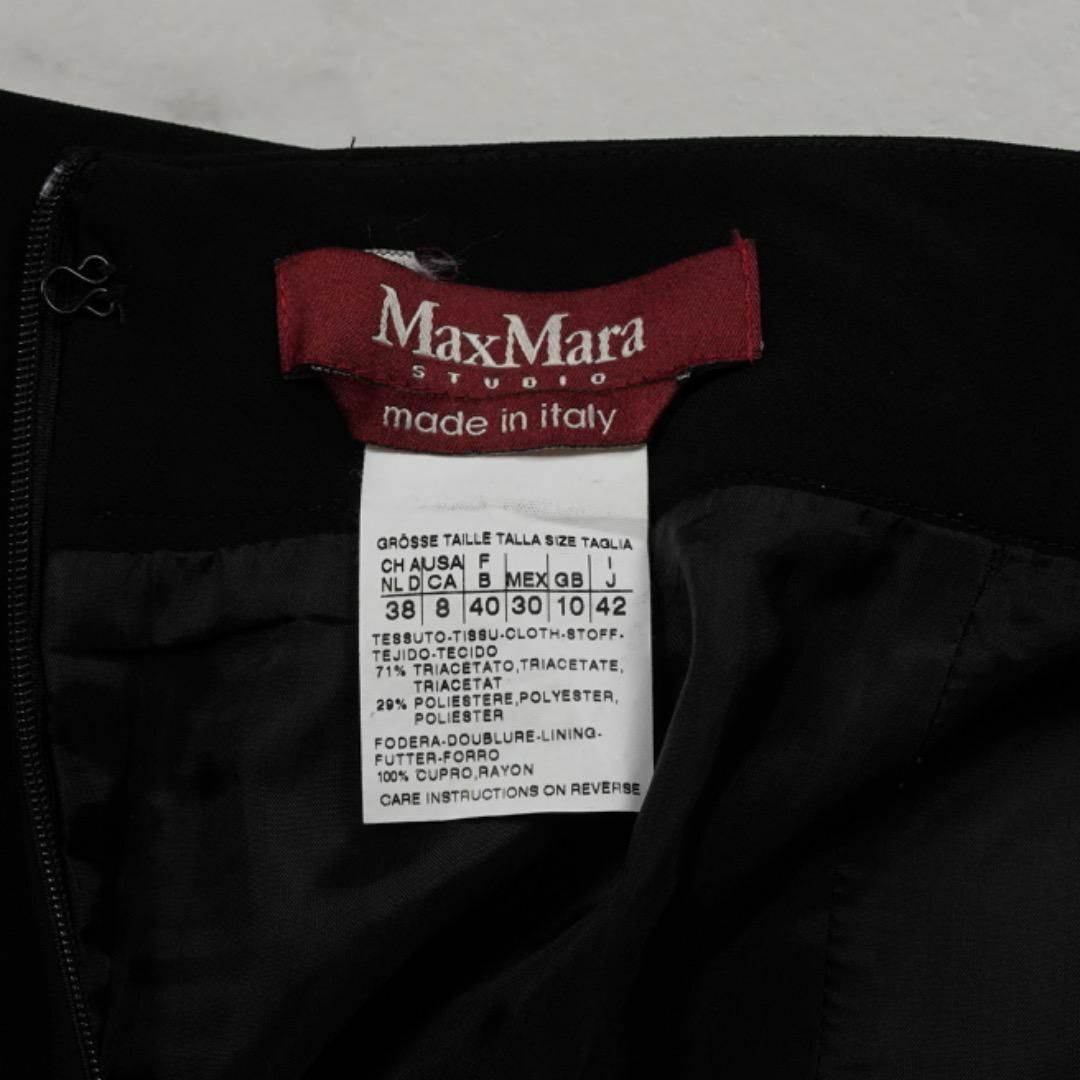 MaxMara
STUDIO
made in italy
GRÖSSE TAILLE TALLA SIZE TAGLIA
CH A USA F I
NL D CA B MEX GB J
38 8 40 30 10 42
TESSUTO-TISSU-CLOTH-STOFF-
TEJIDO-TECIDO
71% TRIACETATO,TRIACETATE,
TRIACETAT
29% POLIESTERE,POLYESTER,
POLIESTER
FODERA-DOUBLURE-LINING-
FUTTER-FORRO
100% CUPRO,RAYON
CARE INSTRUCTIONS ON REVERSE